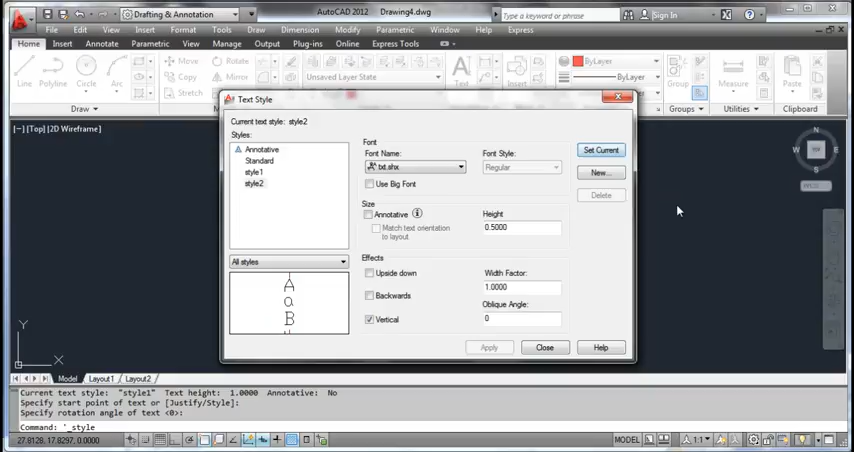 Drafting & Annotation
AutoCAD 2012 Drawing4.dwg
Type a keyword or phrase
Sign In
Edit View Insert Format Tools Draw Dimension Modify Parametric Window Help Express
Home Insert Annotate Parametric View Manage Output Plug-ins Online Express Tools
Line
Polyline
Circle
Arc
Move
Copy
Stretch
Rotate
Mirror
Unsaved Layer State
Text
Insert
ByLayer
ByLayer
ByLayer
Group
Measure
Paste
Draw
Groups
Utilities
Clipboard
[−] [Top] [2D Wireframe]
N
W
TOP
E
S
Text Style
Current text style: style2
Styles:
Annotative
Standard
style1
style2
All styles
A
a
B
Font
Font Name:
txt.shx
Font Style:
Regular
Use Big Font
Size
Annotative
Match text orientation
to layout
Height
0.5000
Effects
Upside down
Backwards
Vertical
Width Factor:
1.0000
Oblique Angle:
0
Set Current
New...
Delete
Apply
Close
Help
Y
X
Model Layout1 Layout2
Current text style: "style1" Text height: 1.0000 Annotative: No
Specify start point of text or [Justify/Style]:
Specify rotation angle of text <0>:
Command: '_style
27.8128, 17.8297, 0.0000
MODEL
1:1